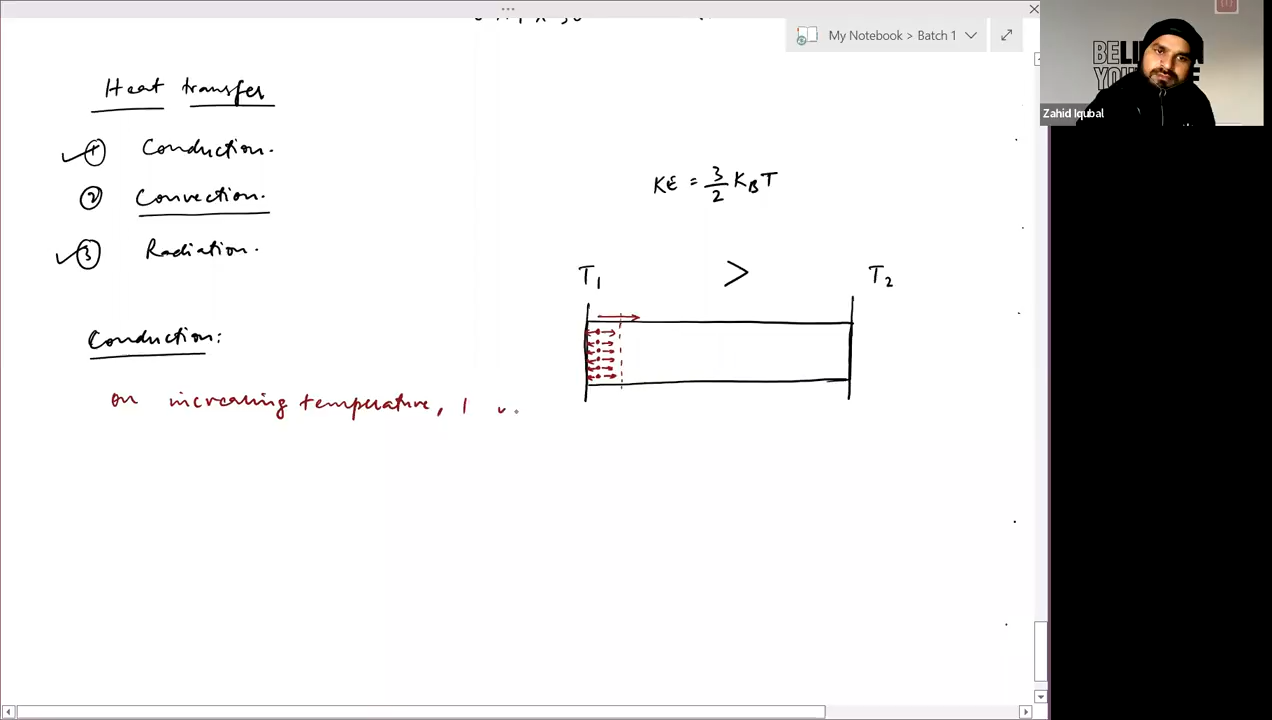 My Notebook > Batch 1
Zahid Iqubal
Heat transfer
1 Conduction.
2 Convection.
3 Radiation.
KE = 3/2 KBT
T1 > T2
Conduction:
on increasing temperature, 1